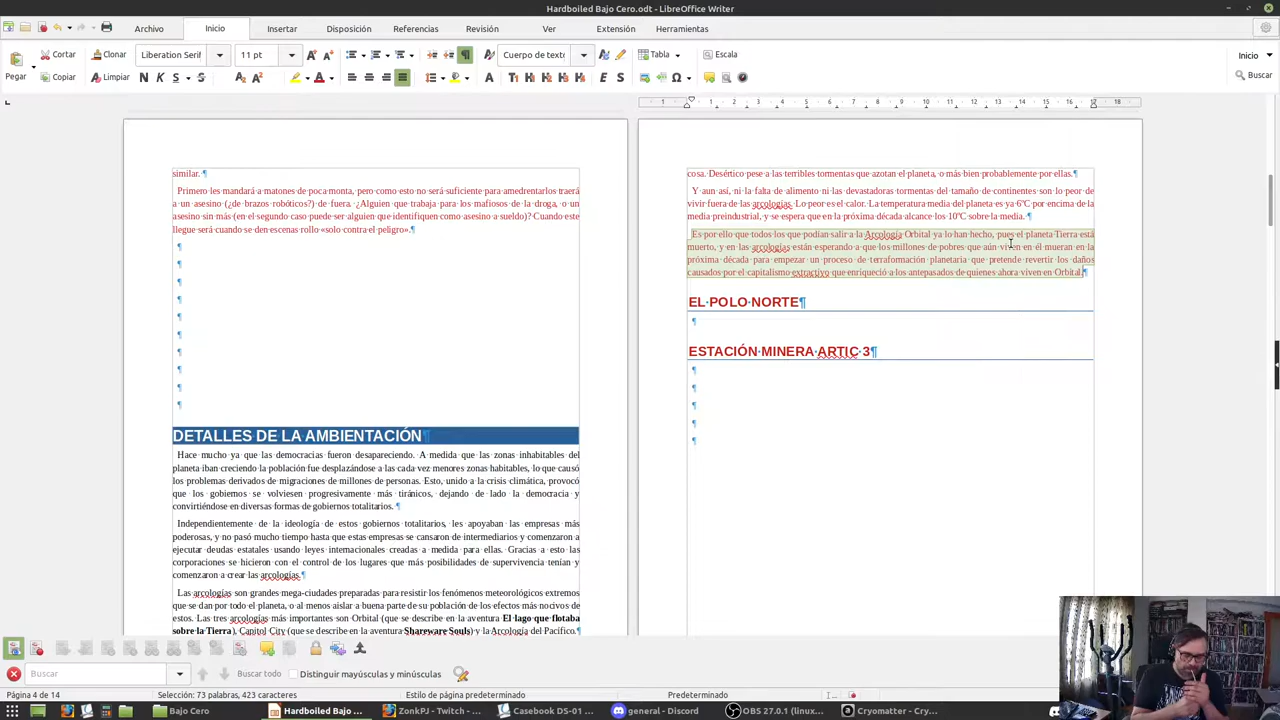 Hardboiled Bajo Cero.odt - LibreOffice Writer
Archivo Inicio Insertar Disposición Referencias Revisión Ver Extensión Herramientas
Pegar Cortar Clonar Liberation Serif 11 pt Cuerpo de texto Tabla Escala Inicio
Copiar Limpiar N K S Buscar
1 1 2 3 4 5 6 7 8 9 10 11 12 13 14 15 16 17 18
similar.
Primero les mandará a matones de poca monta, pero como esto no será suficiente para amedrentarlos traerá
a un asesino (¿de brazos robóticos?) de fuera. ¿Alguien que trabaja para los mafiosos de la droga, o un
asesino sin más (en el segundo caso puede ser alguien que identifiquen como asesino a sueldo)? Cuando este
llegue será cuando se den escenas rollo «solo contra el peligro».
DETALLES DE LA AMBIENTACIÓN
Hace mucho ya que las democracias fueron desapareciendo. A medida que las zonas inhabitables del
planeta iban creciendo la población fue desplazándose a las cada vez menores zonas habitables, lo que causó
los problemas derivados de migraciones de millones de personas. Esto, unido a la crisis climática, provocó
que los gobiernos se volviesen progresivamente más tiránicos, dejando de lado la democracia y
convirtiéndose en diversas formas de gobiernos totalitarios.
Independientemente de la ideología de estos gobiernos totalitarios, les apoyaban las empresas más
poderosas, y no pasó mucho tiempo hasta que estas empresas se cansaron de intermediarios y comenzaron a
ejecutar deudas estatales usando leyes internacionales creadas a medida para ellas. Gracias a esto las
corporaciones se hicieron con el control de los lugares que más posibilidades de supervivencia tenían y
comenzaron a crear las arcologías.
Las arcologías son grandes mega-ciudades preparadas para resistir los fenómenos meteorológicos extremos
que se dan por todo el planeta, o al menos aislar a buena parte de su población de los efectos más nocivos de
estos. Las tres arcologías más importantes son Orbital (que se describe en la aventura El lago que flotaba
sobre la Tierra), Capitol City (que se describe en la aventura Shareware Souls) y la Arcología del Pacífico.
cosa. Desértico pese a las terribles tormentas que azotan el planeta, o más bien probablemente por ellas.
Y aun así, ni la falta de alimento ni las devastadoras tormentas del tamaño de continentes son lo peor de
vivir fuera de las arcologías. Lo peor es el calor. La temperatura media del planeta es ya 6ºC por encima de la
media preindustrial, y se espera que en la próxima década alcance los 10ºC sobre la media.
Es por ello que todos los que podían salir a la Arcología Orbital ya lo han hecho, pues el planeta Tierra está
muerto, y en las arcologías están esperando a que los millones de pobres que aún viven en él mueran en la
próxima década para empezar un proceso de terraformación planetaria que pretende revertir los daños
causados por el capitalismo extractivo que enriqueció a los antepasados de quienes ahora viven en Orbital.
EL POLO NORTE
ESTACIÓN MINERA ARTIC 3
Buscar Buscar todo Distinguir mayúsculas y minúsculas
Página 4 de 14 Selección: 73 palabras, 423 caracteres Estilo de página predeterminado Predeterminado
Bajo Cero Hardboiled Bajo ... ZonkPJ - Twitch - ... Casebook DS-01 ... general - Discord OBS 27.0.1 (linux... Cryomatter - Cry...